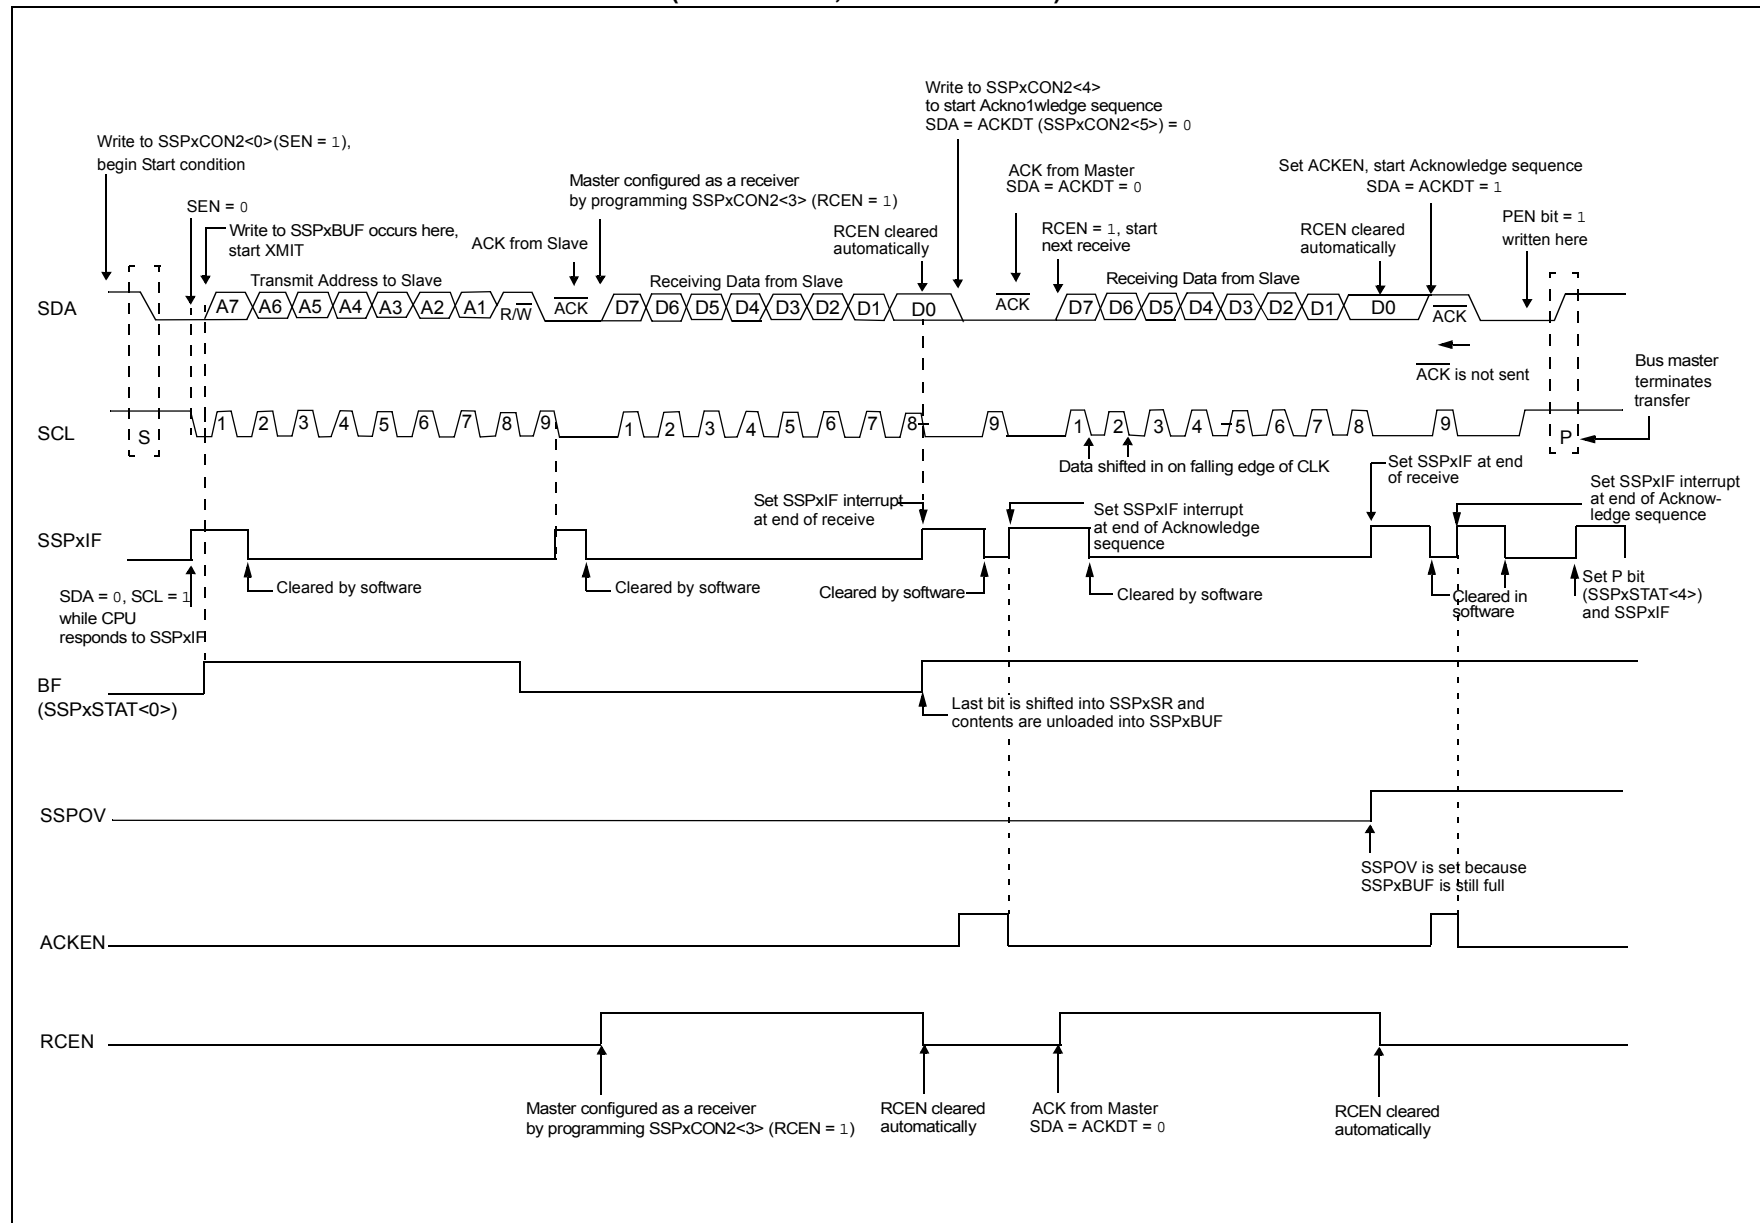 Write to SSPxCON2<4>
to start Ackno1wledge sequence
SDA = ACKDT (SSPxCON2<5>) = 0
Write to SSPxCON2<0>(SEN = 1),
begin Start condition
Master configured as a receiver
by programming SSPxCON2<3> (RCEN = 1)
ACK from Master
SDA = ACKDT = 0
Set ACKEN, start Acknowledge sequence
SDA = ACKDT = 1
SEN = 0
Write to SSPxBUF occurs here,
start XMIT
ACK from Slave
RCEN cleared
automatically
RCEN = 1, start
next receive
RCEN cleared
automatically
PEN bit = 1
written here
Transmit Address to Slave
Receiving Data from Slave
Receiving Data from Slave
SDA
A7 A6 A5 A4 A3 A2 A1 R/W ACK D7 D6 D5 D4 D3 D2 D1 D0 ACK D7 D6 D5 D4 D3 D2 D1 D0 ACK
ACK is not sent
Bus master
terminates
transfer
SCL
S 1 2 3 4 5 6 7 8 9 1 2 3 4 5 6 7 8 9 1 2 3 4 5 6 7 8 9 P
Data shifted in on falling edge of CLK
Set SSPxIF interrupt
at end of receive
Set SSPxIF interrupt
at end of Acknowledge
sequence
Set SSPxIF at end
of receive
Set SSPxIF interrupt
at end of Acknow-
ledge sequence
SSPxIF
SDA = 0, SCL = 1
while CPU
responds to SSPxIF
Cleared by software
Cleared by software
Cleared by software
Cleared by software
Cleared in
software
Set P bit
(SSPxSTAT<4>)
and SSPxIF
BF
(SSPxSTAT<0>)
Last bit is shifted into SSPxSR and
contents are unloaded into SSPxBUF
SSPOV
SSPOV is set because
SSPxBUF is still full
ACKEN
RCEN
Master configured as a receiver
by programming SSPxCON2<3> (RCEN = 1)
RCEN cleared
automatically
ACK from Master
SDA = ACKDT = 0
RCEN cleared
automatically